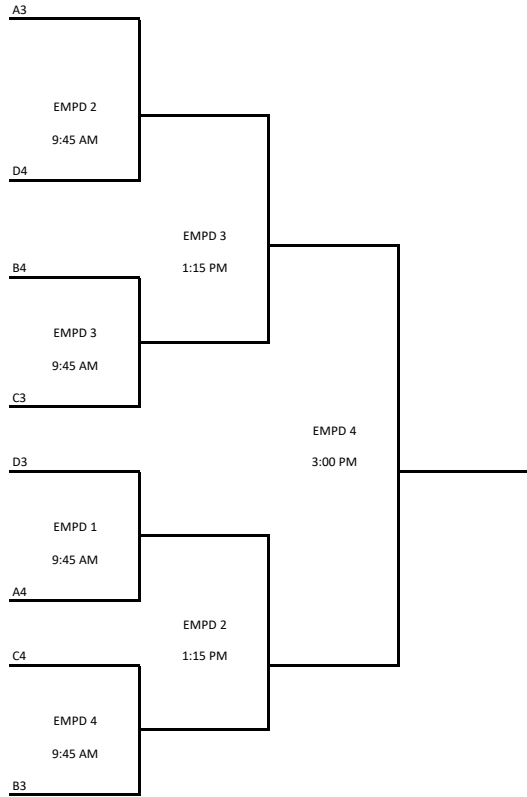 A3
EMPD 2
9:45 AM
D4
EMPD 3
1:15 PM
B4
EMPD 3
9:45 AM
C3
EMPD 4
3:00 PM
D3
EMPD 1
9:45 AM
A4
EMPD 2
1:15 PM
C4
EMPD 4
9:45 AM
B3